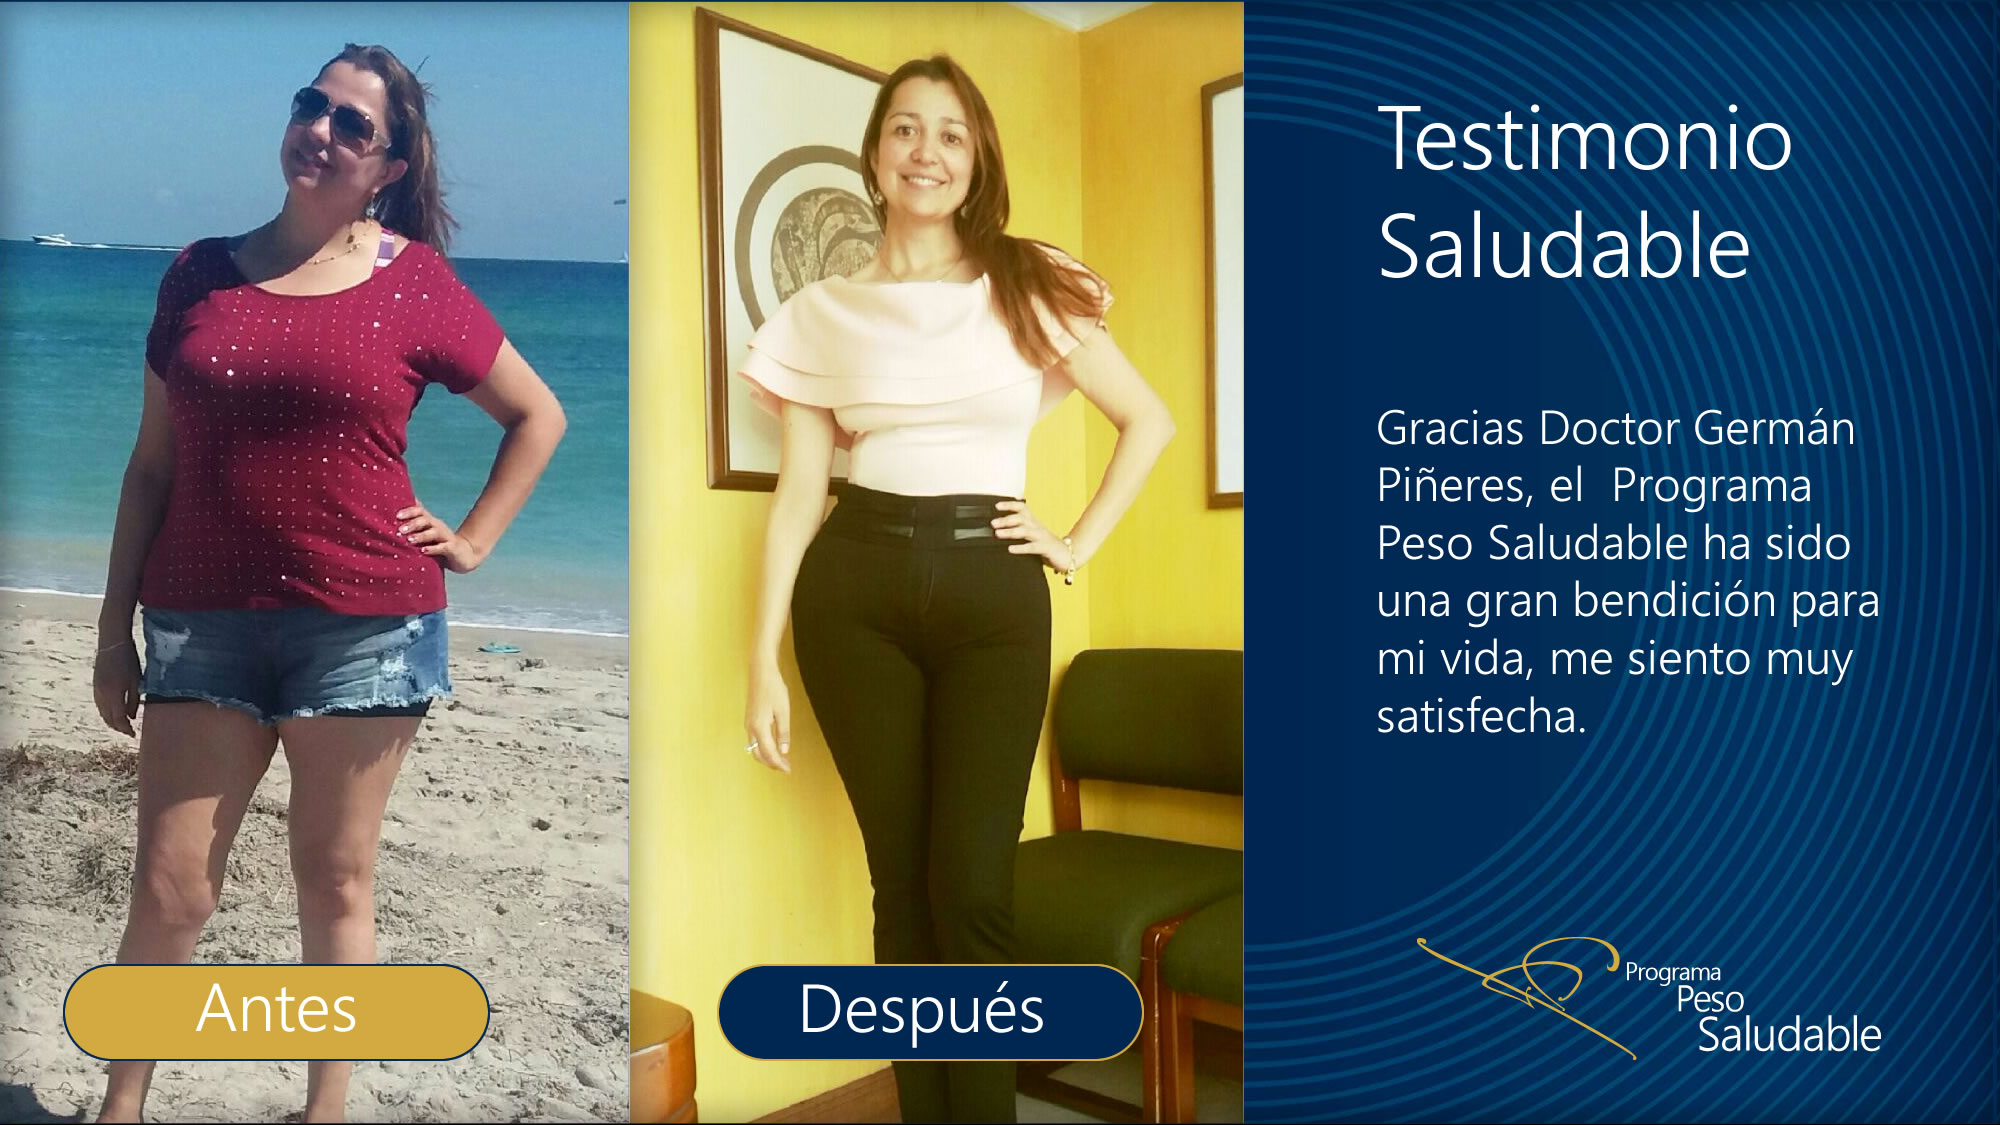 Testimonio
Saludable
Gracias Doctor Germán
Piñeres, el  Programa
Peso Saludable ha sido
una gran bendición para
mi vida, me siento muy
satisfecha.
Antes
Después
Programa
Peso
Saludable